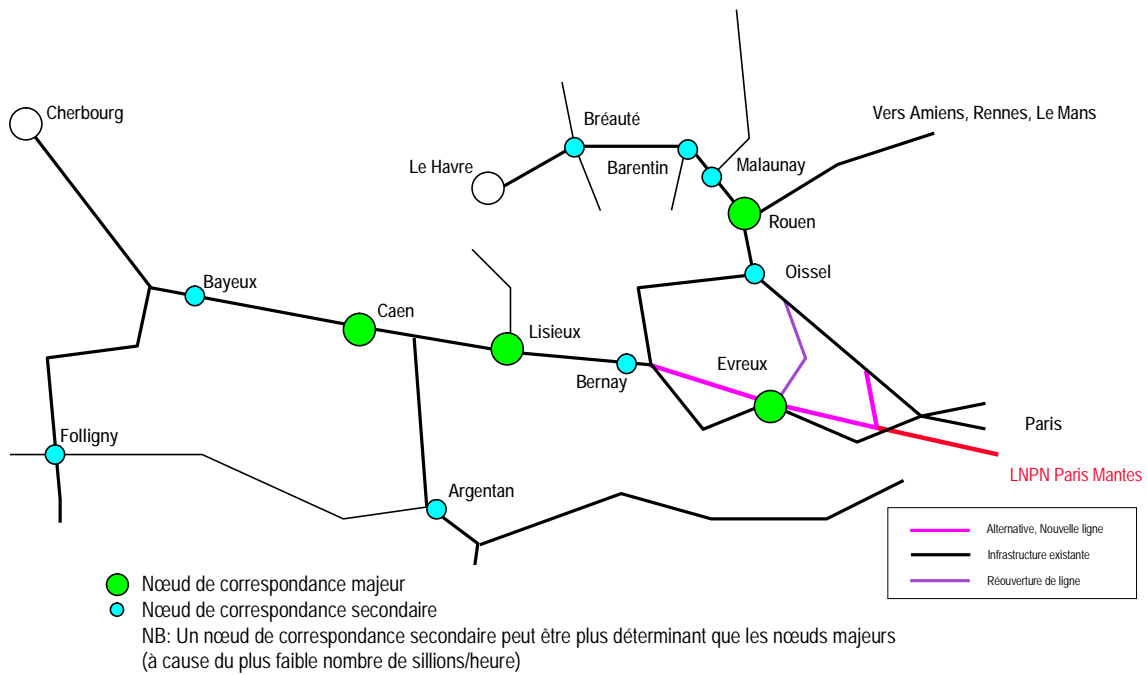 Cherbourg
Bréauté
Vers Amiens, Rennes, Le Mans
Le Havre
Barentin
Malaunay
Rouen
Oissel
Bayeux
Caen
Lisieux
Bernay
Evreux
Paris
Folligny
LNPN Paris Mantes
Argentan
Alternative, Nouvelle ligne
Infrastructure existante
Réouverture de ligne
Nœud de correspondance majeur
Nœud de correspondance secondaire
NB: Un nœud de correspondance secondaire peut être plus déterminant que les nœuds majeurs
(à cause du plus faible nombre de sillions/heure)